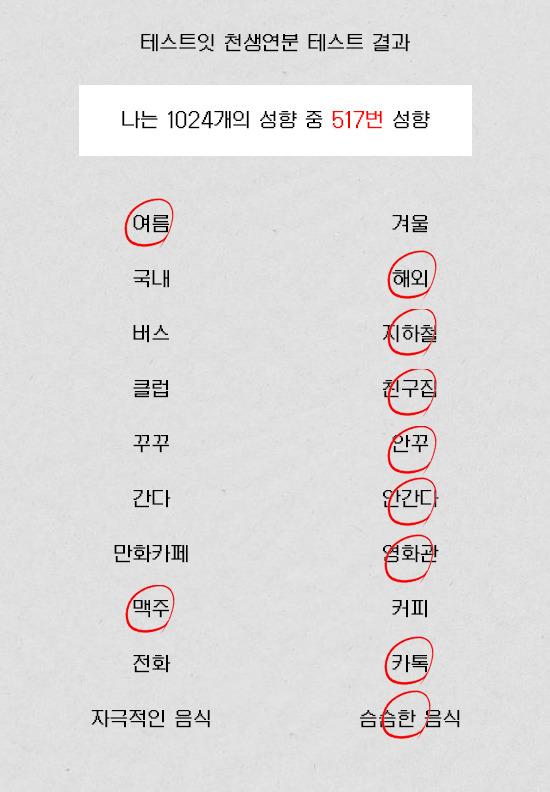 테스트잇 천생연분 테스트 결과
나는 1024개의 성향 중 517번 성향
여름 겨울
국내 해외
버스 지하철
클럽 친구집
꾸꾸 안꾸
간다 안간다
만화카페 영화관
맥주 커피
전화 카톡
자극적인 음식 슴슴한 음식